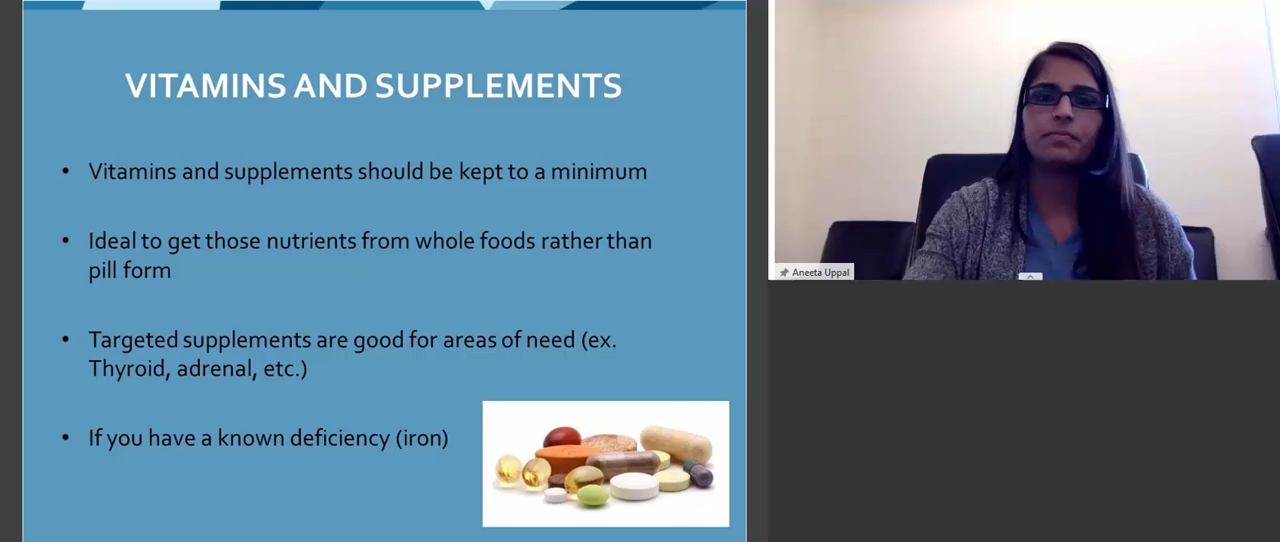 VITAMINS AND SUPPLEMENTS
• Vitamins and supplements should be kept to a minimum
• Ideal to get those nutrients from whole foods rather than
pill form
• Targeted supplements are good for areas of need (ex.
Thyroid, adrenal, etc.)
• If you have a known deficiency (iron)
Aneeta Uppal